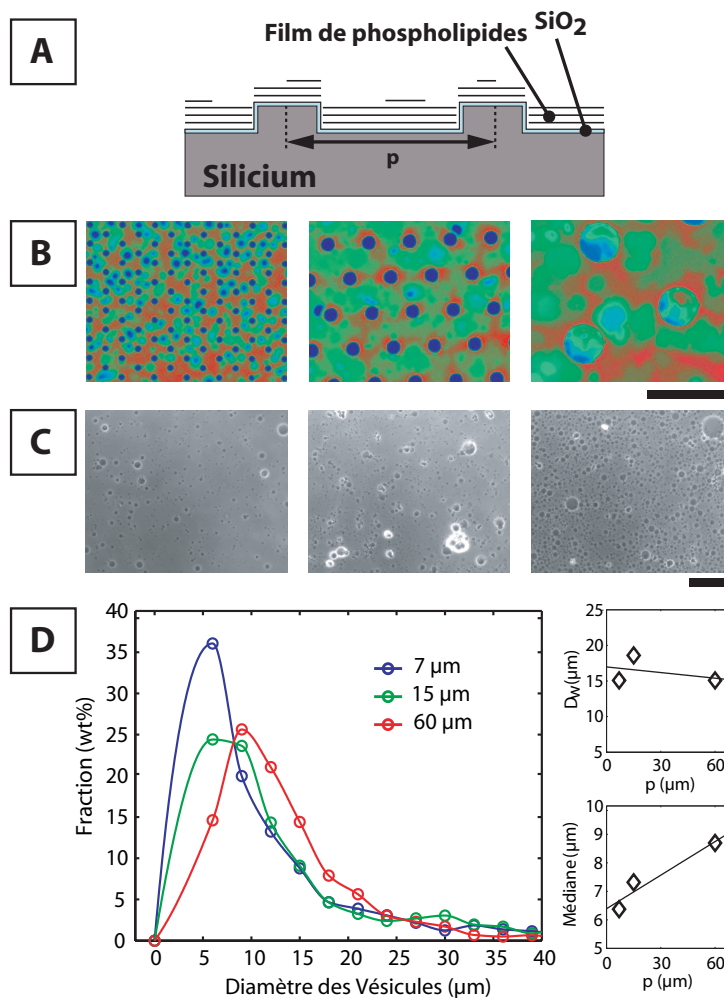 A
Film de phospholipides
SiO2
p
Silicium
B
C
D
40
35
30
25
20
15
10
5
0
Fraction (wt%)
0 5 10 15 20 25 30 35 40
Diamètre des Vésicules (µm)
7 µm
15 µm
60 µm
25
20
15
10
5
DW(µm)
0 30 60
p (µm)
10
9
8
7
6
5
Médiane(µm)
0 30 60
p (µm)